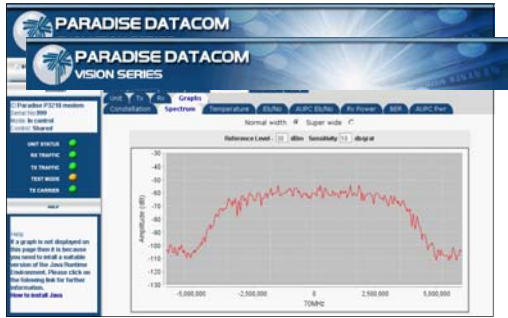 PARADISE DATACOM
PARADISE DATACOM
VISION SERIES
Unit Tx Rx Graphs
Constellation Spectrum Temperature Eb/No AUPC Eb/No Rx Power BER AUPC Pwr
Paradise P3210 modem
Serial No 999
Mode: In control
Control: Shared
UNIT STATUS
RX TRAFFIC
TX TRAFFIC
TEST MODE
TX CARRIER
HELP
Normal width Super wide
Reference Level - 30 dBm Sensitivity 10 db/grat
-30
-40
-50
-60
-70
-80
-90
-100
-110
-120
-130
Amplitude (dB)
-5,000,000 -2,500,000 0 2,500,000 5,000,000
70MHz
FAQ
If a graph is not displayed on
this page then it is because
you need to intall a suitable
version of the Java Runtime
Environment. Please click on
the following link for further
information.
How to install Java